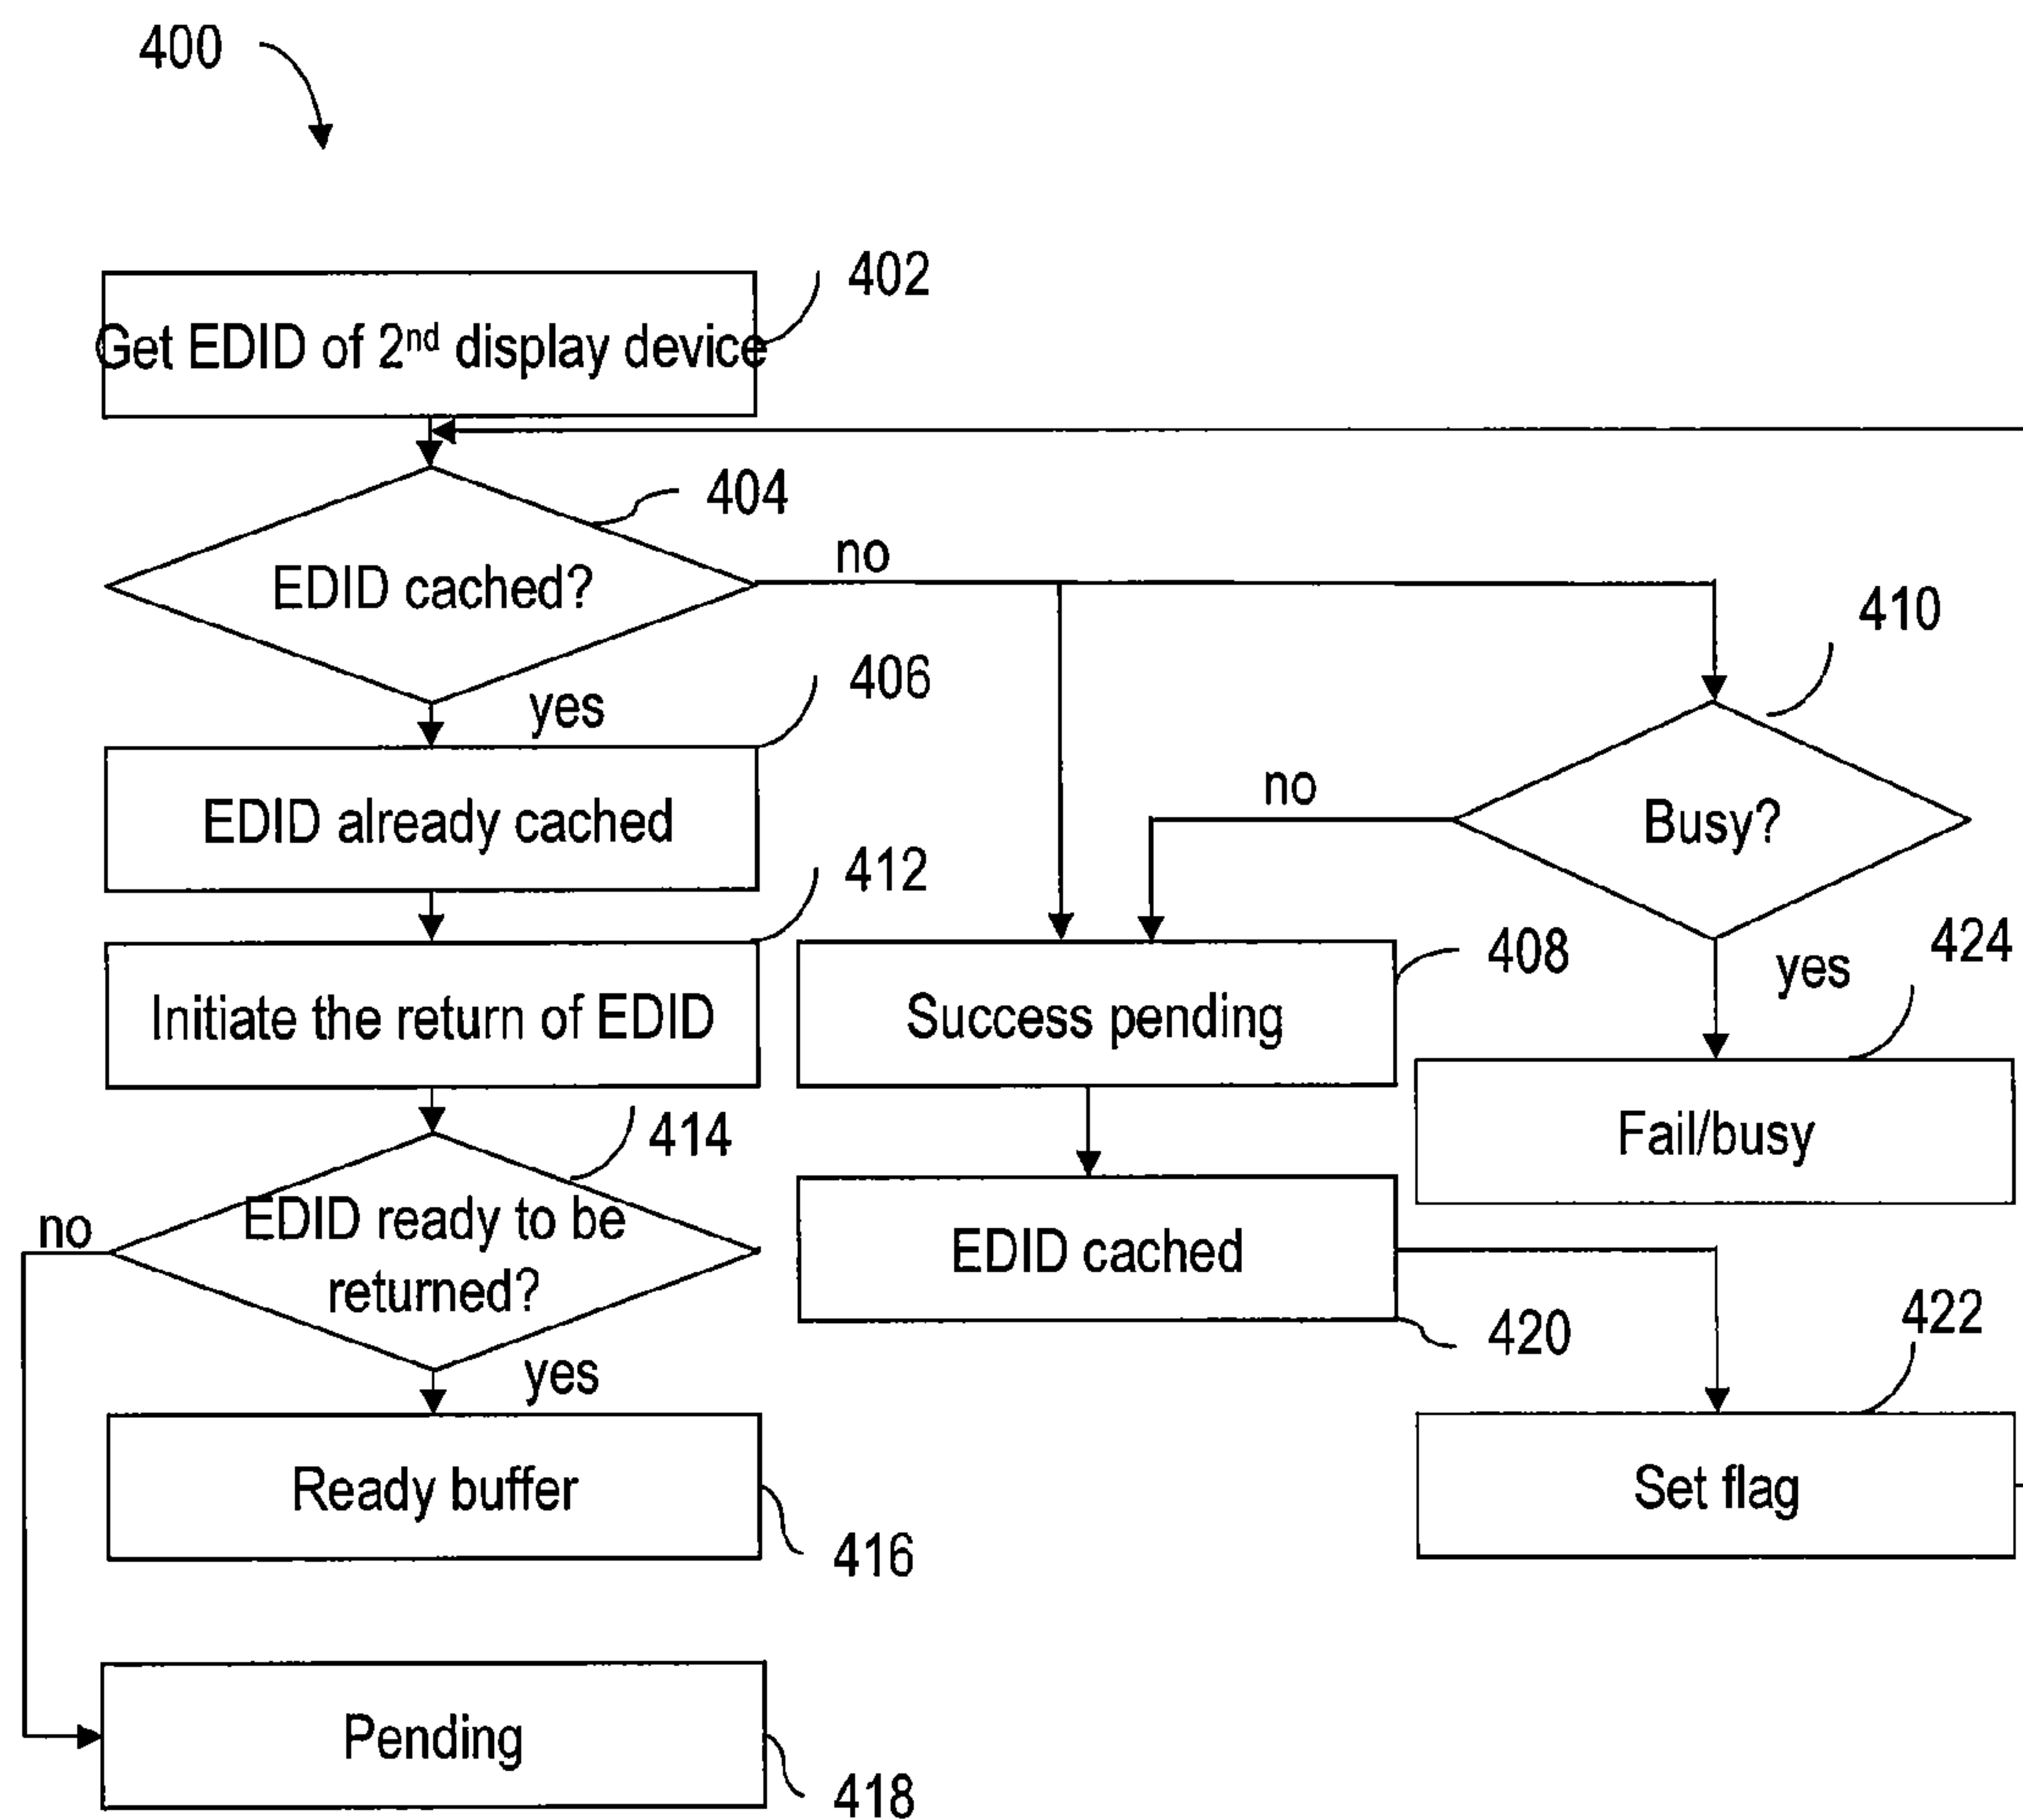 400
402
Get EDID of 2nd display device
404
no
EDID cached?
410
406
yes
EDID already cached
no
Busy?
412
424
408
yes
Initiate the return of EDID
Success pending
414
Fail/busy
no
EDID ready to be
returned?
EDID cached
422
420
yes
Ready buffer
Set flag
416
Pending
418